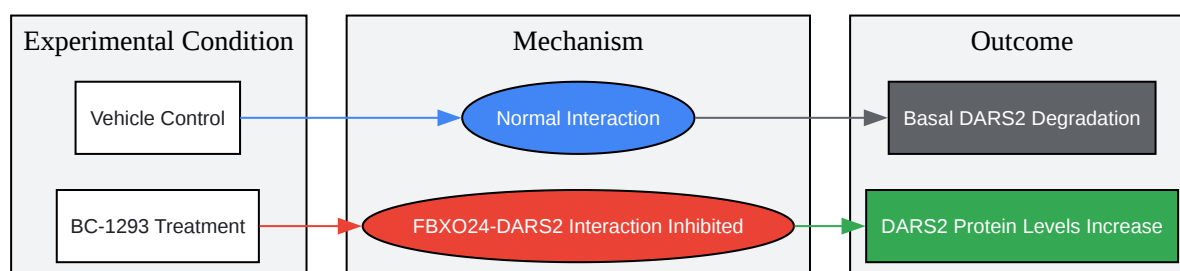 Experimental Condition
Mechanism
Outcome
Vehicle Control
Normal Interaction
Basal DARS2 Degradation
BC-1293 Treatment
FBXO24-DARS2 Interaction Inhibited
DARS2 Protein Levels Increase